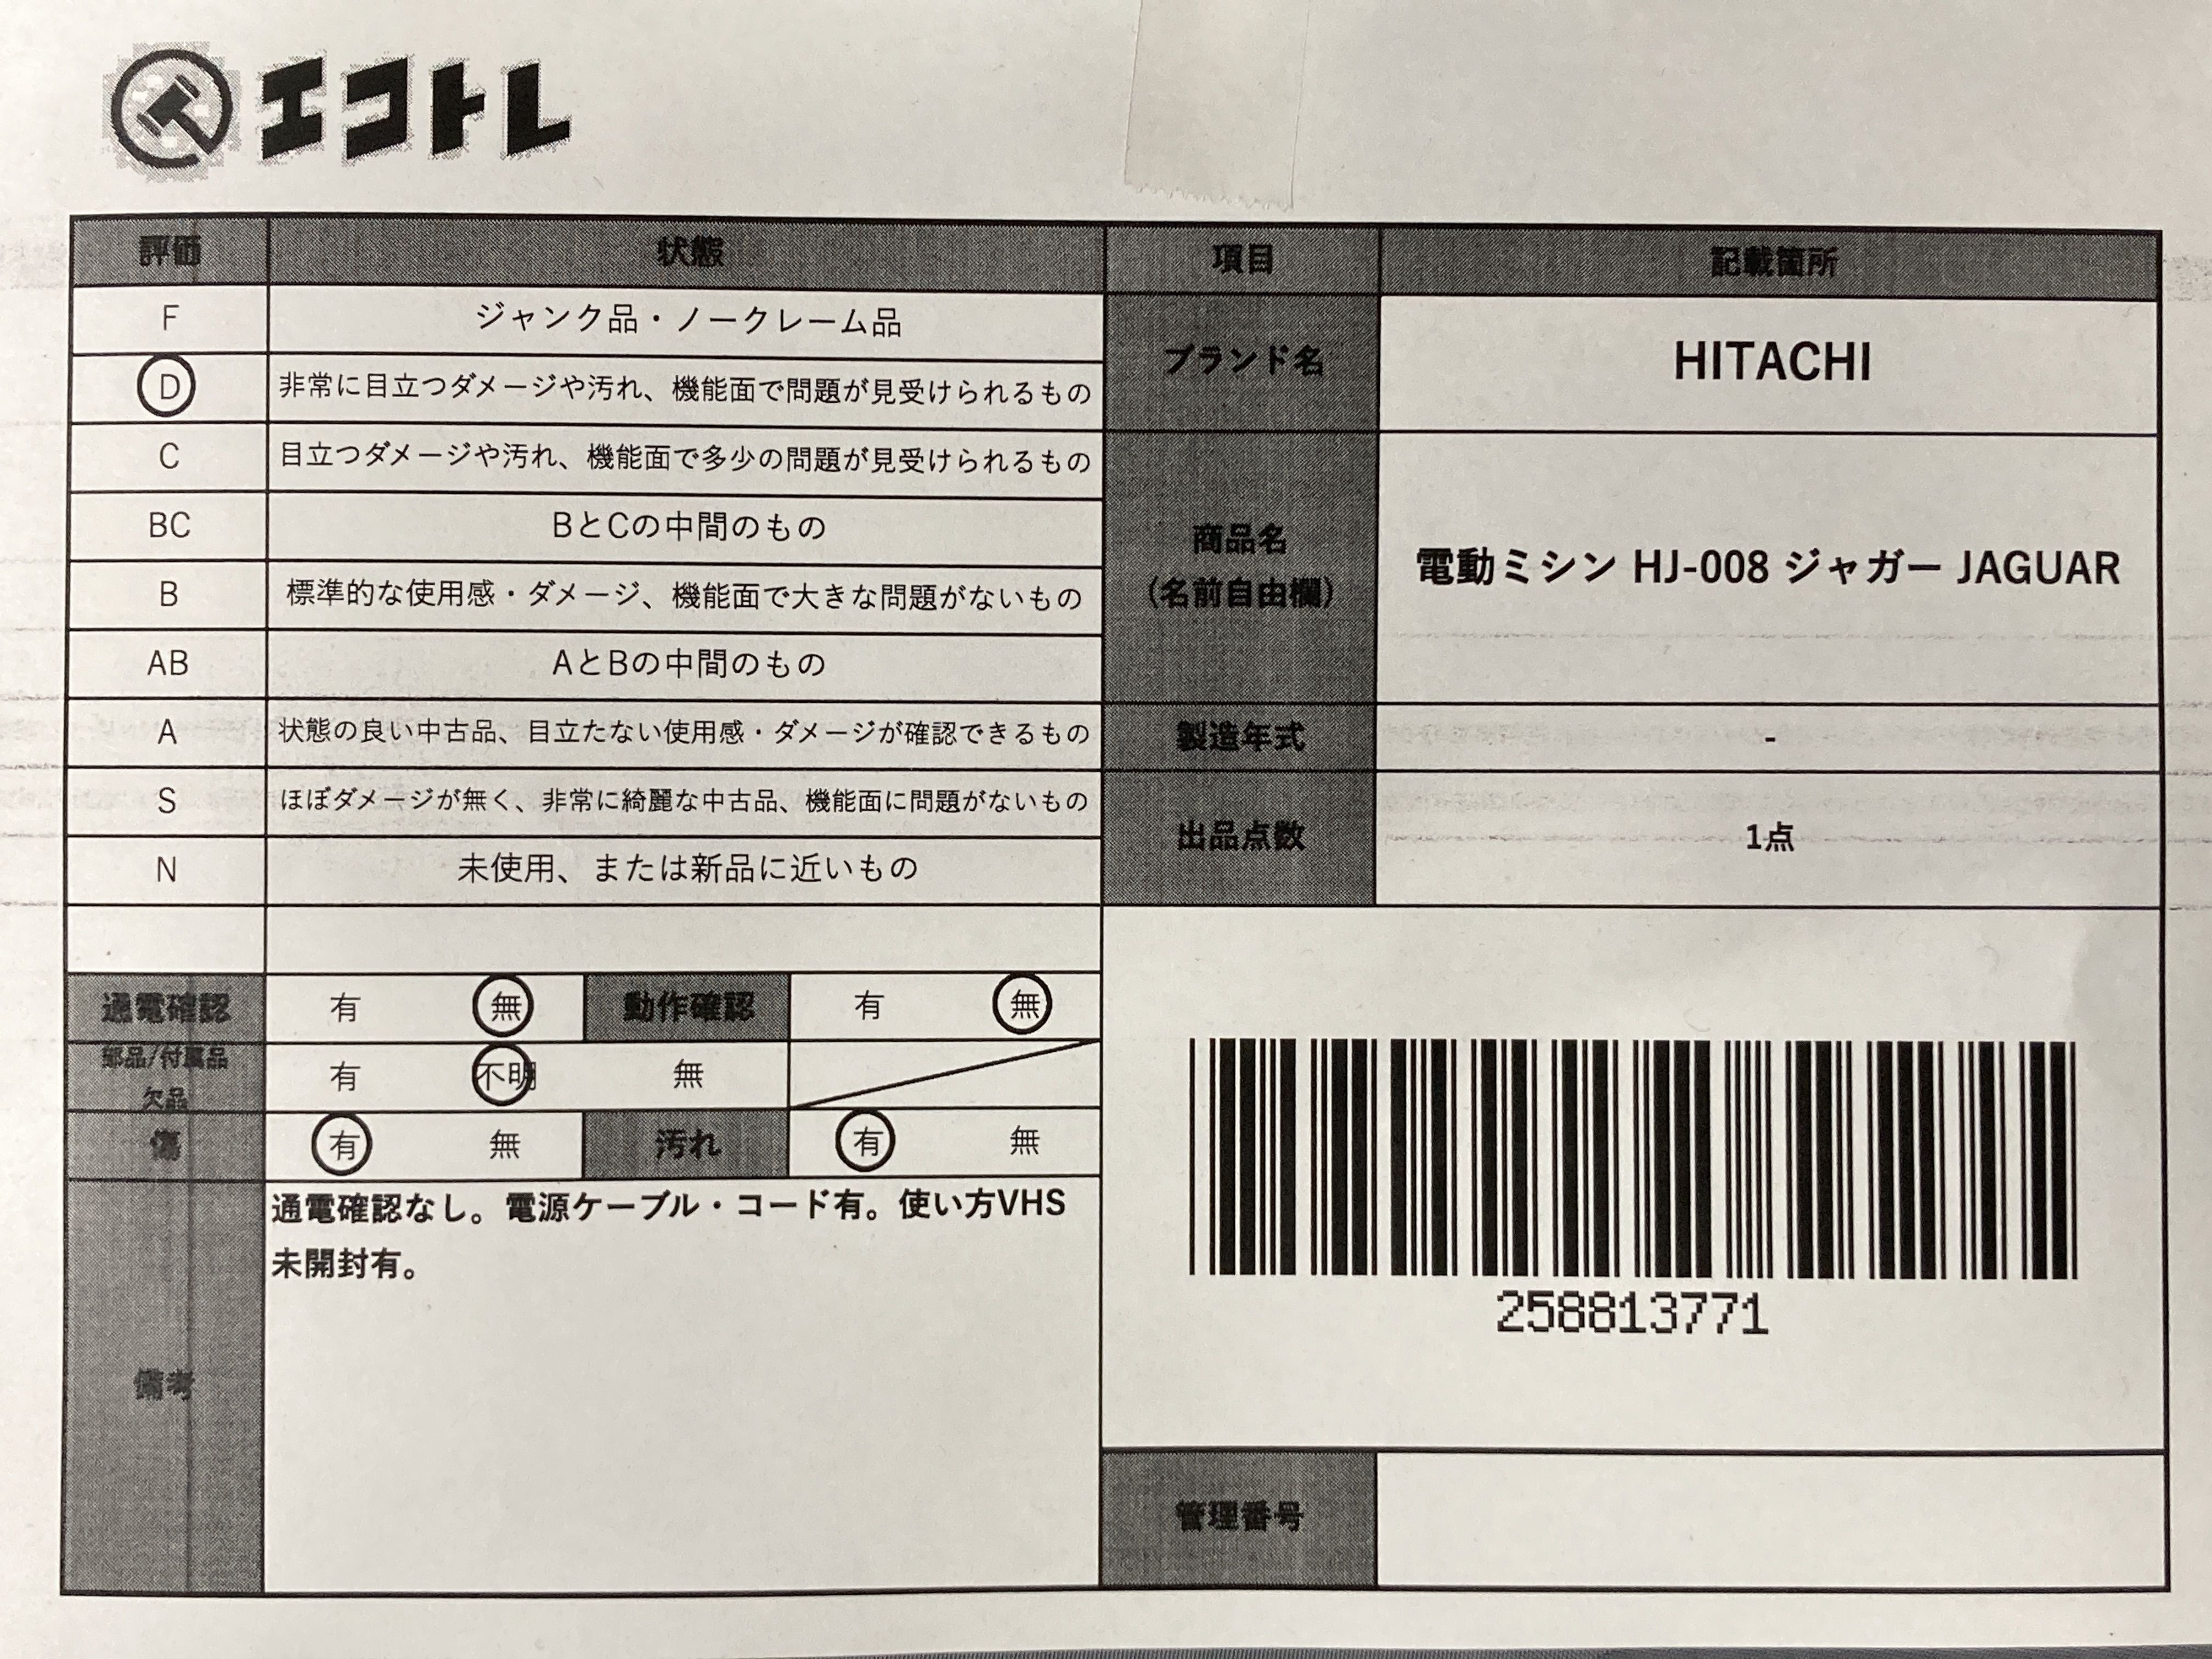 エコトレ
評価 状態 項目 記載箇所
F ジャンク品・ノークレーム品
D 非常に目立つダメージや汚れ、機能面で問題が見受けられるもの
C 目立つダメージや汚れ、機能面で多少の問題が見受けられるもの
BC BとCの中間のもの
B 標準的な使用感・ダメージ、機能面で大きな問題がないもの
AB AとBの中間のもの
A 状態の良い中古品、目立たない使用感・ダメージが確認できるもの
S ほぼダメージが無く、非常に綺麗な中古品、機能面に問題がないもの
N 未使用、または新品に近いもの
ブランド名 HITACHI
商品名
(名前自由欄)
電動ミシン HJ-008 ジャガー JAGUAR
製造年式 -
出品点数 1点
通電確認 有 無 動作確認 有 無
部品/付属品
欠品
有 不明 無
傷 有 無 汚れ 有 無
備考
通電確認なし。電源ケーブル・コード有。使い方VHS
未開封有。
258813771
管理番号